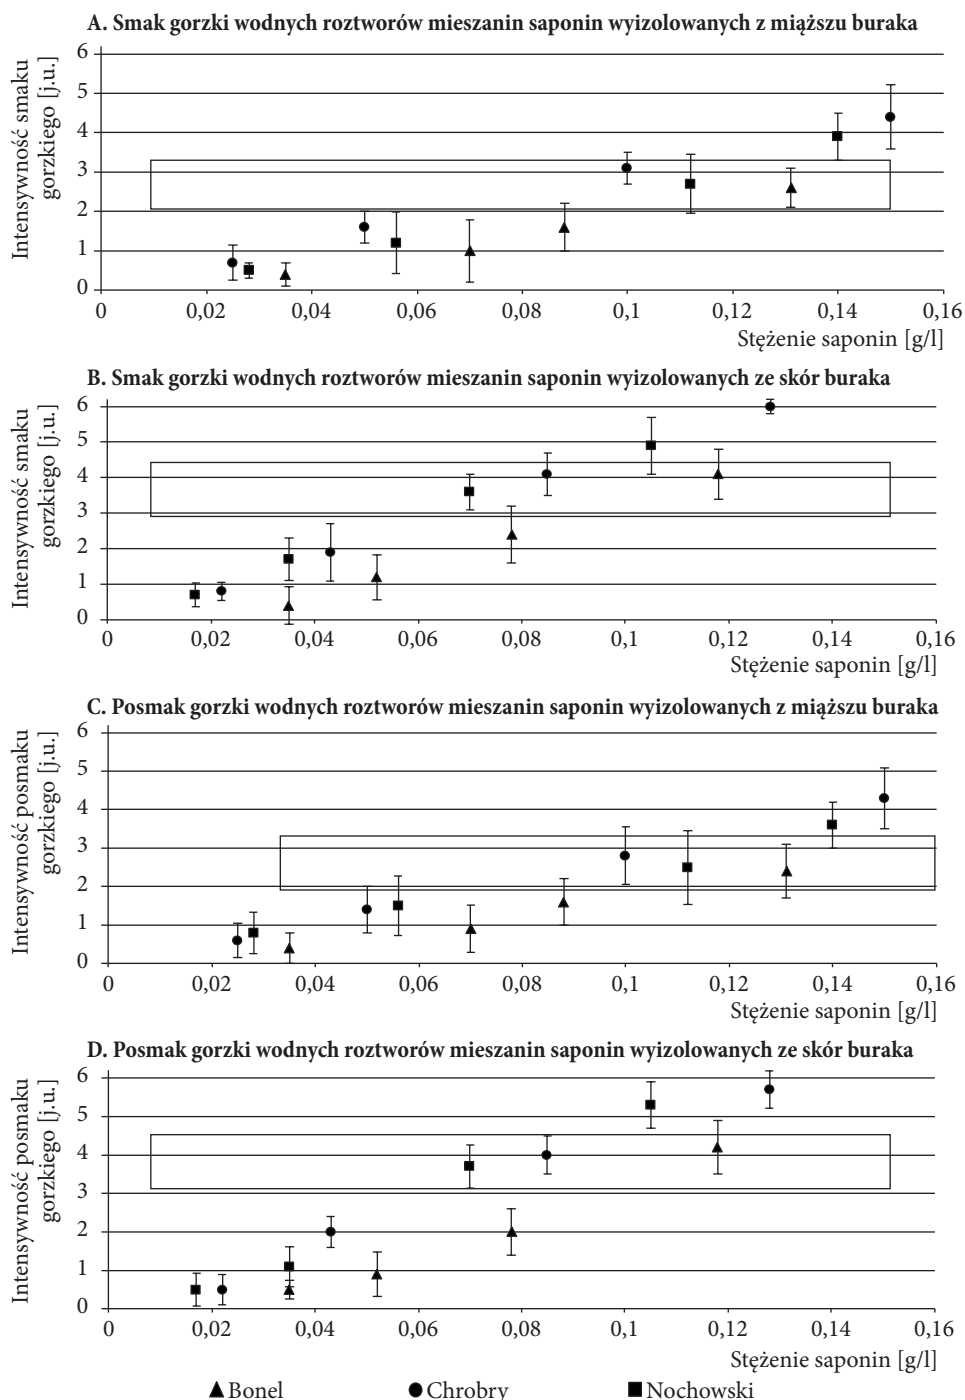 A. Smak gorzki wodnych roztworów mieszanin saponin wyizolowanych z miąższu buraka
Intensywność smaku
gorzkiego [j.u.]
6
5
4
3
2
1
0
0 0,02 0,04 0,06 0,08 0,1 0,12 0,14 0,16
Stężenie saponin [g/l]
B. Smak gorzki wodnych roztworów mieszanin saponin wyizolowanych ze skór buraka
Intensywność smaku
gorzkiego [j.u.]
6
5
4
3
2
1
0
0 0,02 0,04 0,06 0,08 0,1 0,12 0,14 0,16
Stężenie saponin [g/l]
C. Posmak gorzki wodnych roztworów mieszanin saponin wyizolowanych z miąższu buraka
Intensywność posmaku
gorzkiego [j.u.]
6
5
4
3
2
1
0
0 0,02 0,04 0,06 0,08 0,1 0,12 0,14 0,16
Stężenie saponin [g/l]
D. Posmak gorzki wodnych roztworów mieszanin saponin wyizolowanych ze skór buraka
Intensywność posmaku
gorzkiego [j.u.]
6
5
4
3
2
1
0
0 0,02 0,04 0,06 0,08 0,1 0,12 0,14 0,16
Stężenie saponin [g/l]
Bonel Chrobry Nochowski